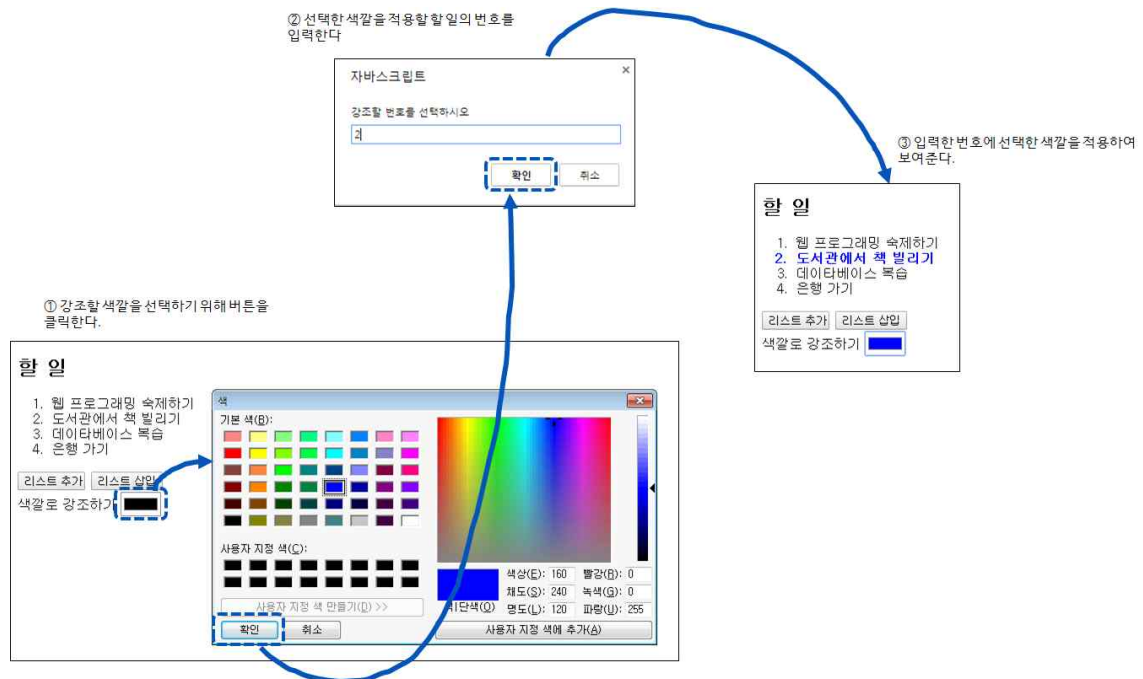 ② 선택한 색깔을 적용할 할 일의 번호를
입력한다
자바스크립트
×
강조할 번호를 선택하시오
2
확인
취소
③ 입력한 번호에 선택한 색깔을 적용하여
보여준다.
할 일
1. 웹 프로그래밍 숙제하기
2. 도서관에서 책 빌리기
3. 데이타베이스 복습
4. 은행 가기
리스트 추가
리스트 삽입
색깔로 강조하기
① 강조할 색깔을 선택하기 위해 버튼을
클릭한다.
할 일
1. 웹 프로그래밍 숙제하기
2. 도서관에서 책 빌리기
3. 데이타베이스 복습
4. 은행 가기
리스트 추가
리스트 삽입
색깔로 강조하기
색
기본 색(B):
사용자 지정 색(C):
사용자 지정 색 만들기(D) >>
확인
취소
색|단색(O)
색상(E): 160
빨강(R): 0
채도(S): 240
녹색(G): 0
명도(L): 120
파랑(U): 255
사용자 지정 색에 추가(A)